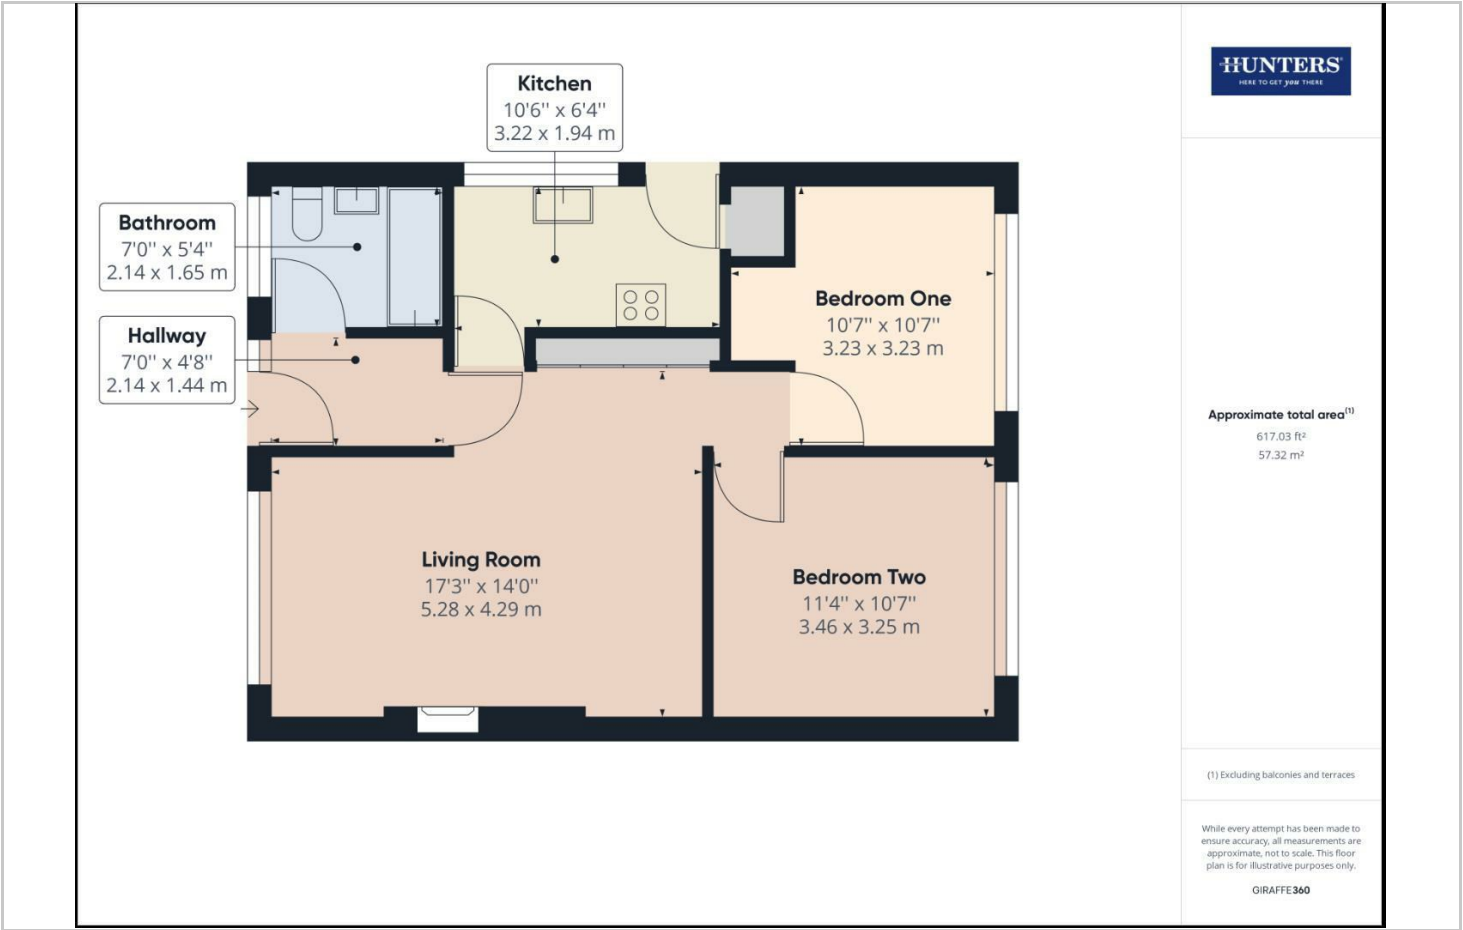 Kitchen
10'6'' x 6'4''
3.22 x 1.94 m
Bathroom
7'0'' x 5'4''
2.14 x 1.65 m
Hallway
7'0'' x 4'8''
2.14 x 1.44 m
Bedroom One
10'7'' x 10'7''
3.23 x 3.23 m
Living Room
17'3'' x 14'0''
5.28 x 4.29 m
Bedroom Two
11'4'' x 10'7''
3.46 x 3.25 m
HUNTERS
HERE TO GET you THERE
Approximate total area(1)
617.03 ft²
57.32 m²
(1) Excluding balconies and terraces
While every attempt has been made to
ensure accuracy, all measurements are
approximate, not to scale. This floor
plan is for illustrative purposes only.
GIRAFFE360